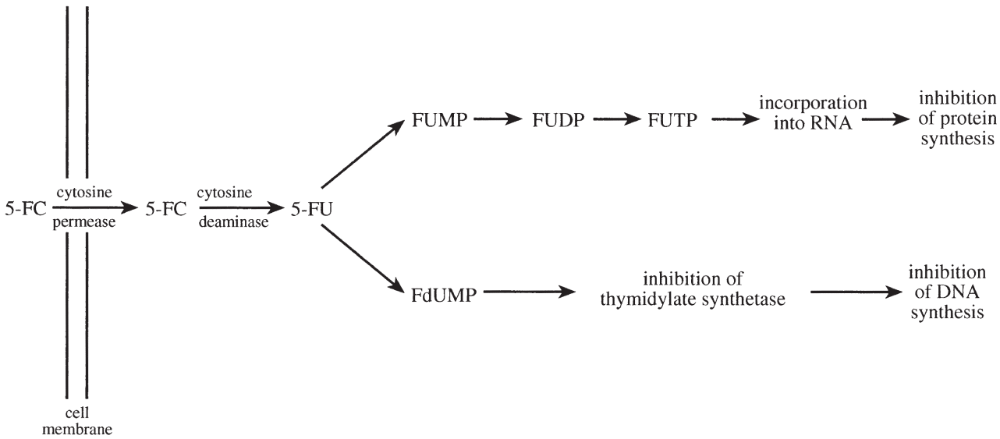 5-FC
cytosine
permease
5-FC
cytosine
deaminase
5-FU
FUMP
FUDP
FUTP
incorporation
into RNA
inhibition
of protein
synthesis
FdUMP
inhibition of
thymidylate synthetase
inhibition
of DNA
synthesis
cell
membrane